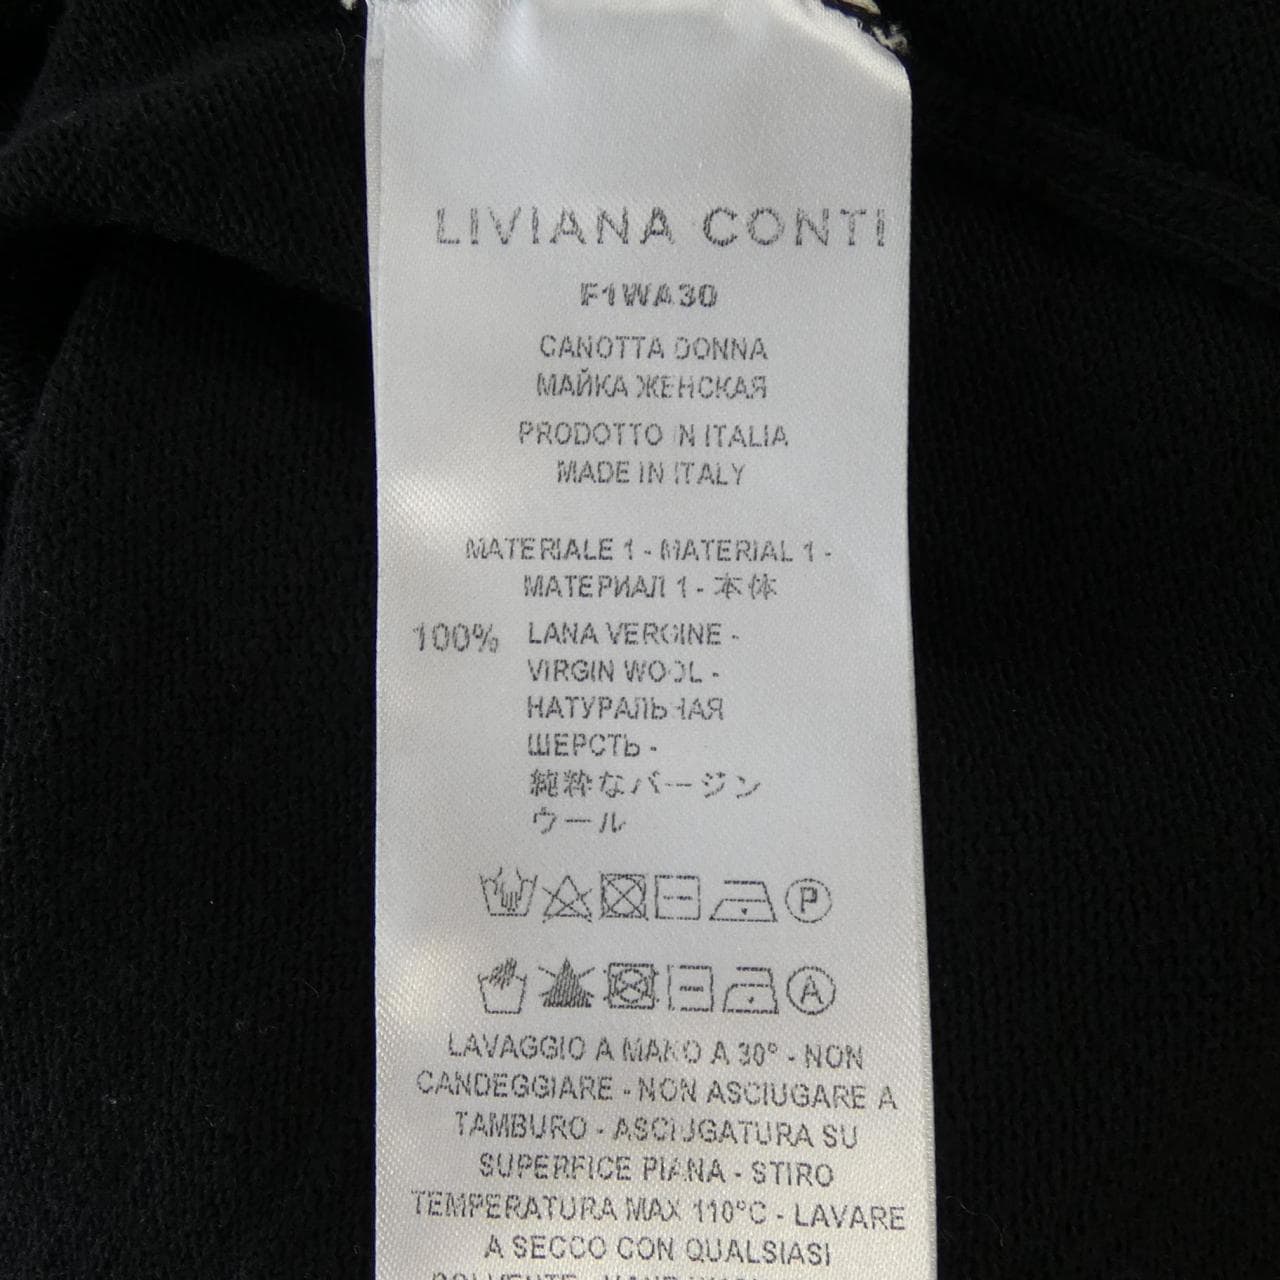 LIVIANA CONTI
F1WA30
CANOTTA DONNA
МАЙКА ЖЕНСКАЯ
PRODOTTO IN ITALIA
MADE IN ITALY
MATERIALE 1 - MATERIAL 1 -
МАТЕРИАЛ 1 - 本体
100% LANA VERGINE -
VIRGIN WOOL -
НАТУРАЛЬНАЯ
ШЕРСТЬ -
純粋なバージン
ウール
P
A
LAVAGGIO A MANO A 30° - NON
CANDEGGIARE - NON ASCIUGARE A
TAMBURO - ASCIUGATURA SU
SUPERFICE PIANA - STIRO
TEMPERATURA MAX 110°C - LAVARE
A SECCO CON QUALSIASI